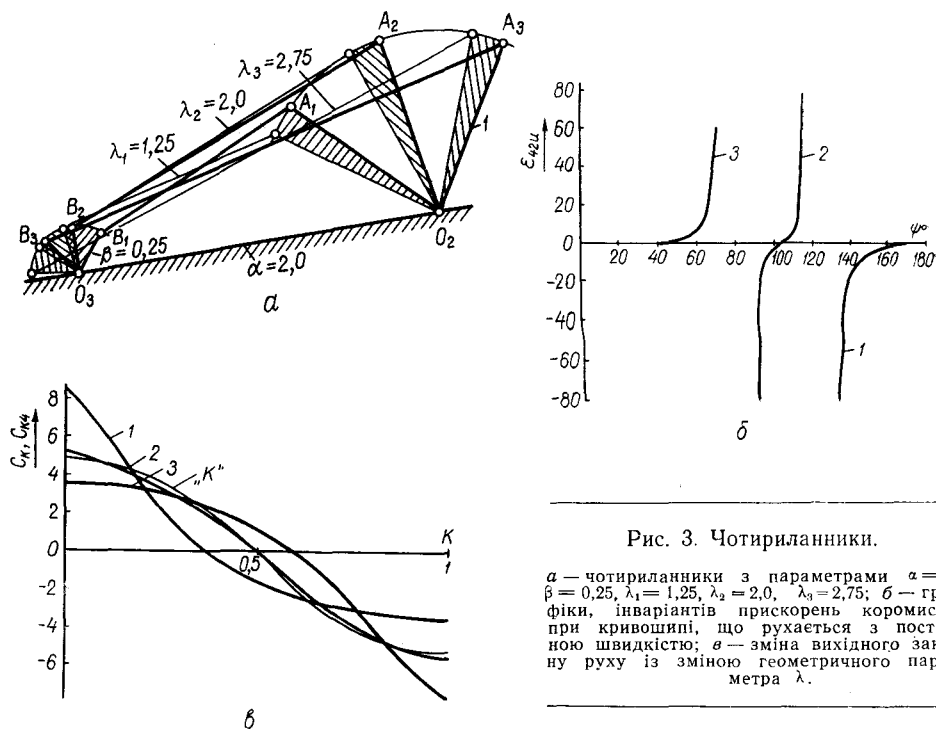 A₂
A₃
λ₃=2,75
λ₂=2,0
A₁
λ₁=1,25
1
B₂
B₃
B₁
β=0,25
O₂
O₃
α=2,0
а
ε₄₂ᵤ
80
60
40
20
0
-20
-40
-60
-80
20 40 60 80 100 120 140 160 180
ψ°
3
2
1
б
Cₖ, Cₖ₄
8
6
4
2
0
-2
-4
-6
1
2
3
„К“
0,5
К
1
в
Рис. 3. Чотириланники.
а — чотириланники з параметрами α=
β = 0,25, λ₁= 1,25, λ₂ = 2,0, λ₃=2,75; б — гр
фіки, інваріантів прискорень коромис
при кривошипі, що рухається з пост
ною швидкістю; в — зміна вихідного зак
ну руху із зміною геометричного пар
метра λ.